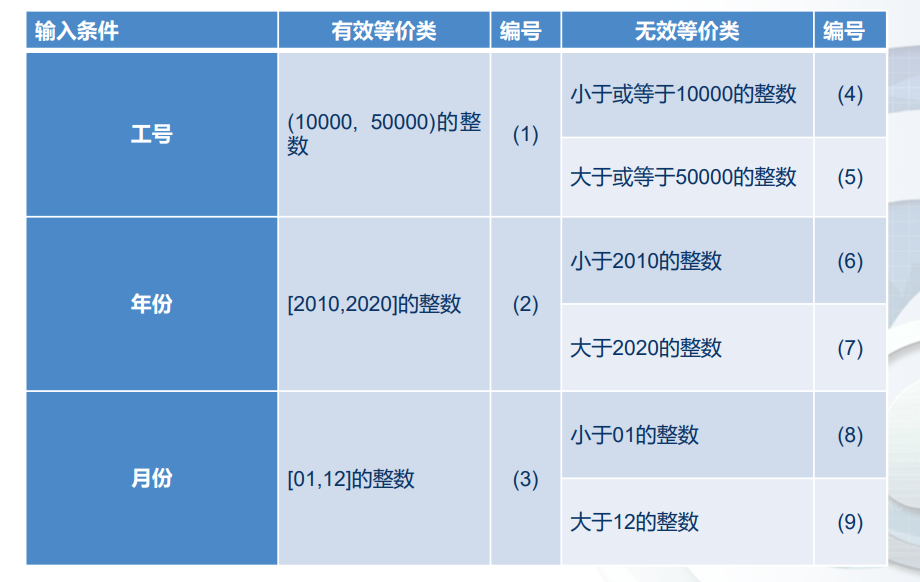 输入条件 有效等价类 编号 无效等价类 编号
工号
(10000, 50000)的整
数
(1)
小于或等于10000的整数 (4)
大于或等于50000的整数 (5)
年份
[2010,2020]的整数
(2)
小于2010的整数 (6)
大于2020的整数 (7)
月份
[01,12]的整数
(3)
小于01的整数 (8)
大于12的整数 (9)